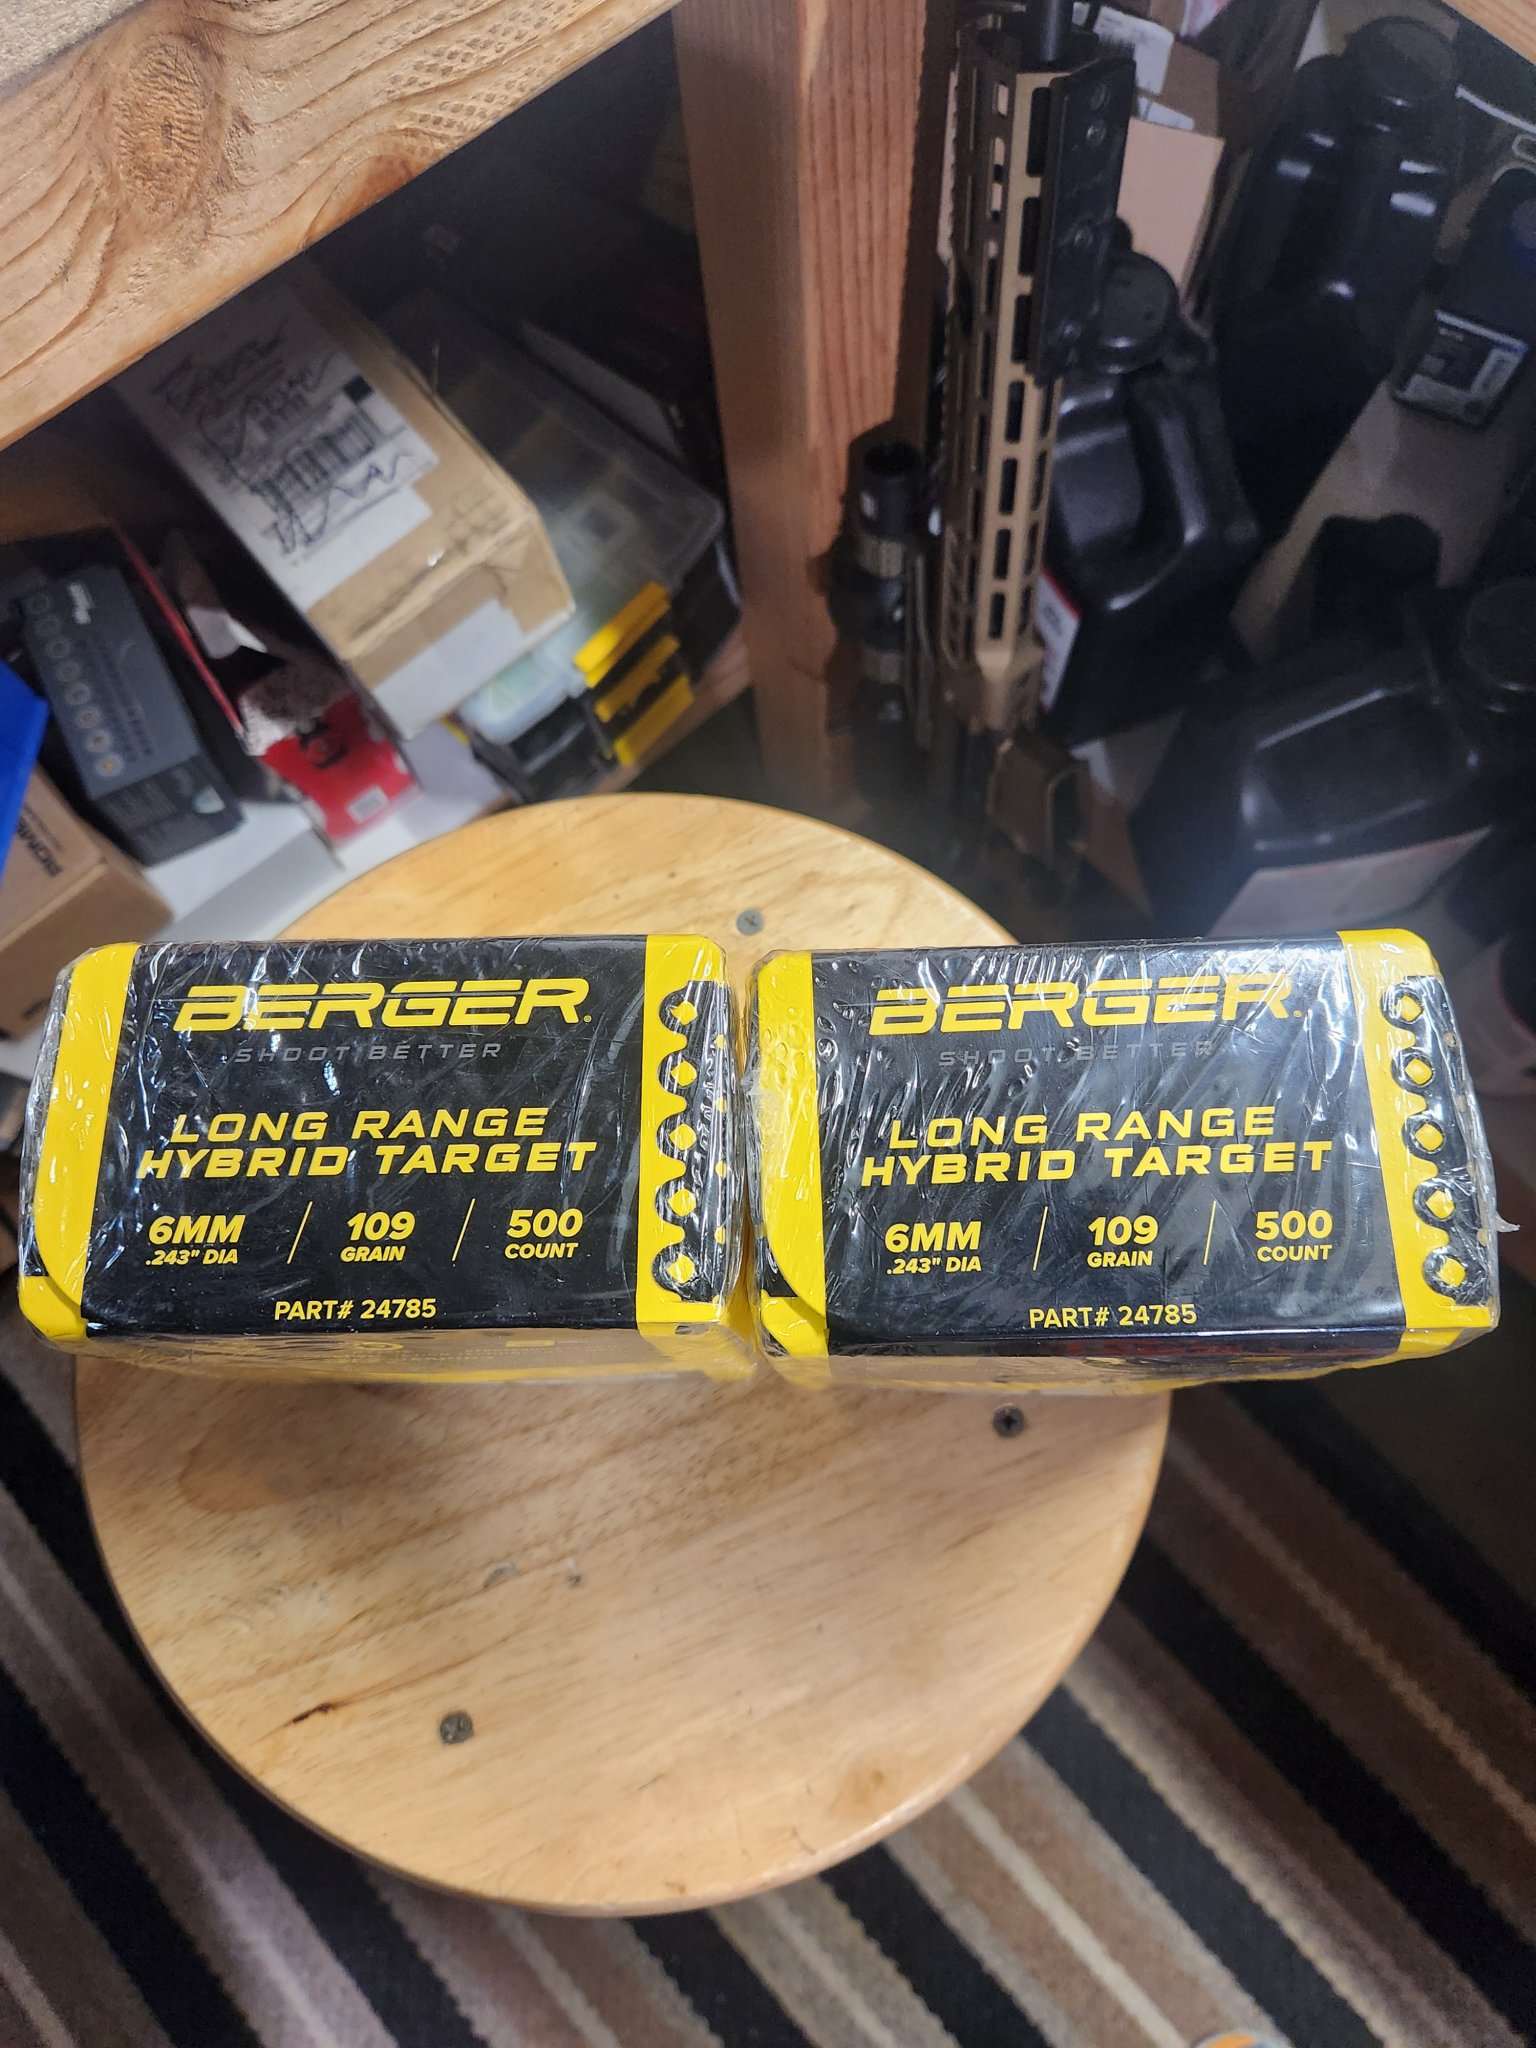 BERGER®
SHOOT BETTER
LONG RANGE
HYBRID TARGET
6MM
.243" DIA
109
GRAIN
500
COUNT
PART# 24785
BERGER®
SHOOT BETTER
LONG RANGE
HYBRID TARGET
6MM
.243" DIA
109
GRAIN
500
COUNT
PART# 24785